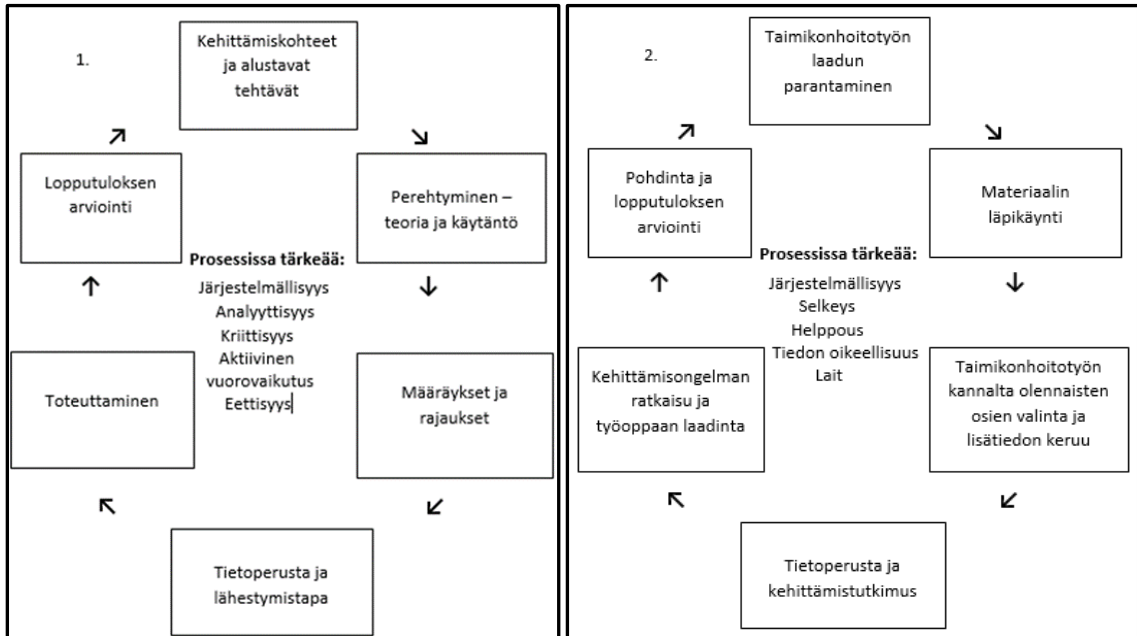 1.
Kehittämiskohteet
ja alustavat
tehtävät
Perehtyminen –
teoria ja käytäntö
Määräykset ja
rajaukset
Tietoperusta ja
lähestymistapa
Toteuttaminen
Lopputuloksen
arviointi
Prosessissa tärkeää:
Järjestelmällisyys
Analyyttisyys
Kriittisyys
Aktiivinen
vuorovaikutus
Eettisyys
2.
Taimikonhoitotyön
laadun
parantaminen
Materiaalin
läpikäynti
Taimikonhoitotyön
kannalta olennaisten
osien valinta ja
lisätiedon keruu
Tietoperusta ja
kehittämistutkimus
Kehittämisongelman
ratkaisu ja
työoppaan laadinta
Pohdinta ja
lopputuloksen
arviointi
Prosessissa tärkeää:
Järjestelmällisyys
Selkeys
Helppous
Tiedon oikeellisuus
Lait